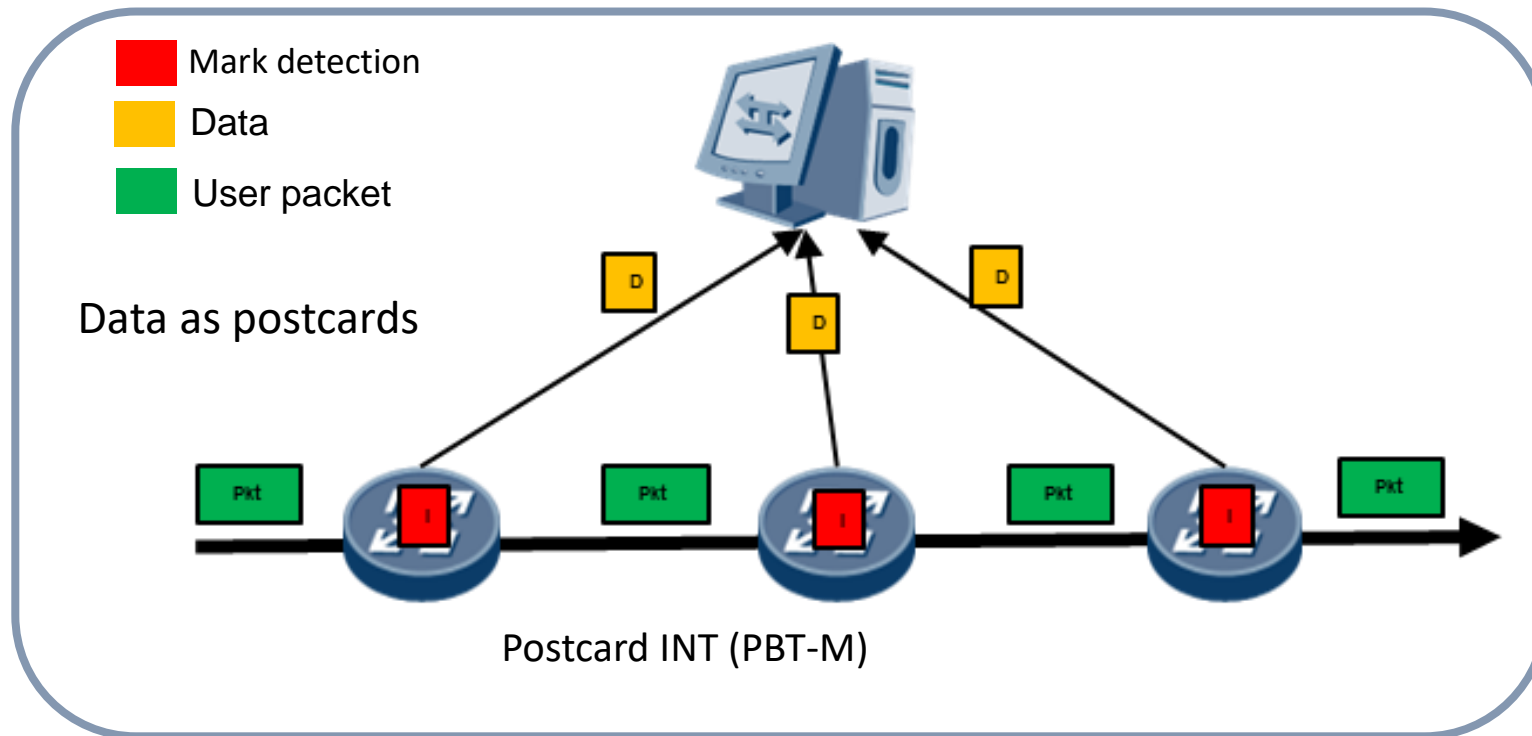 Mark detection
Data
User packet
Data as postcards
D
D
D
Pkt
Pkt
Pkt
Pkt
I
I
I
Postcard INT (PBT-M)